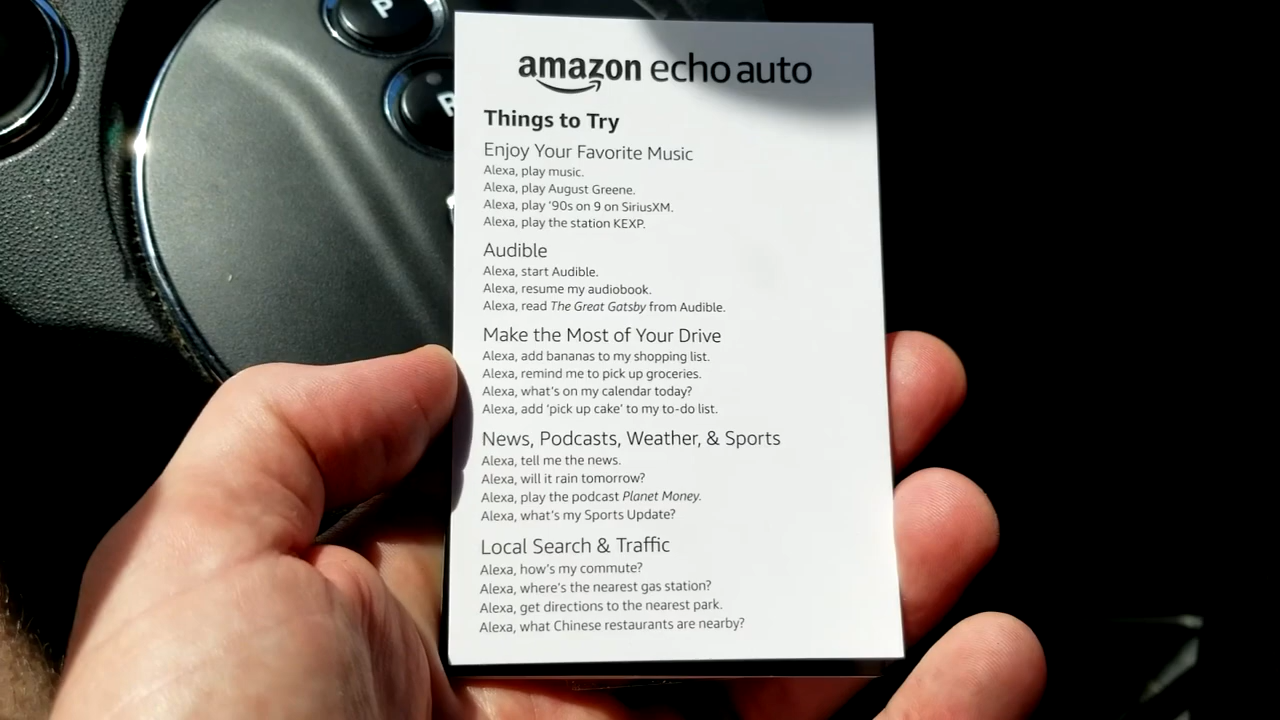 P
R
amazon echo auto
Things to Try
Enjoy Your Favorite Music
Alexa, play music.
Alexa, play August Greene.
Alexa, play '90s on 9 on SiriusXM.
Alexa, play the station KEXP.
Audible
Alexa, start Audible.
Alexa, resume my audiobook.
Alexa, read The Great Gatsby from Audible.
Make the Most of Your Drive
Alexa, add bananas to my shopping list.
Alexa, remind me to pick up groceries.
Alexa, what's on my calendar today?
Alexa, add 'pick up cake' to my to-do list.
News, Podcasts, Weather, & Sports
Alexa, tell me the news.
Alexa, will it rain tomorrow?
Alexa, play the podcast Planet Money.
Alexa, what's my Sports Update?
Local Search & Traffic
Alexa, how's my commute?
Alexa, where's the nearest gas station?
Alexa, get directions to the nearest park.
Alexa, what Chinese restaurants are nearby?